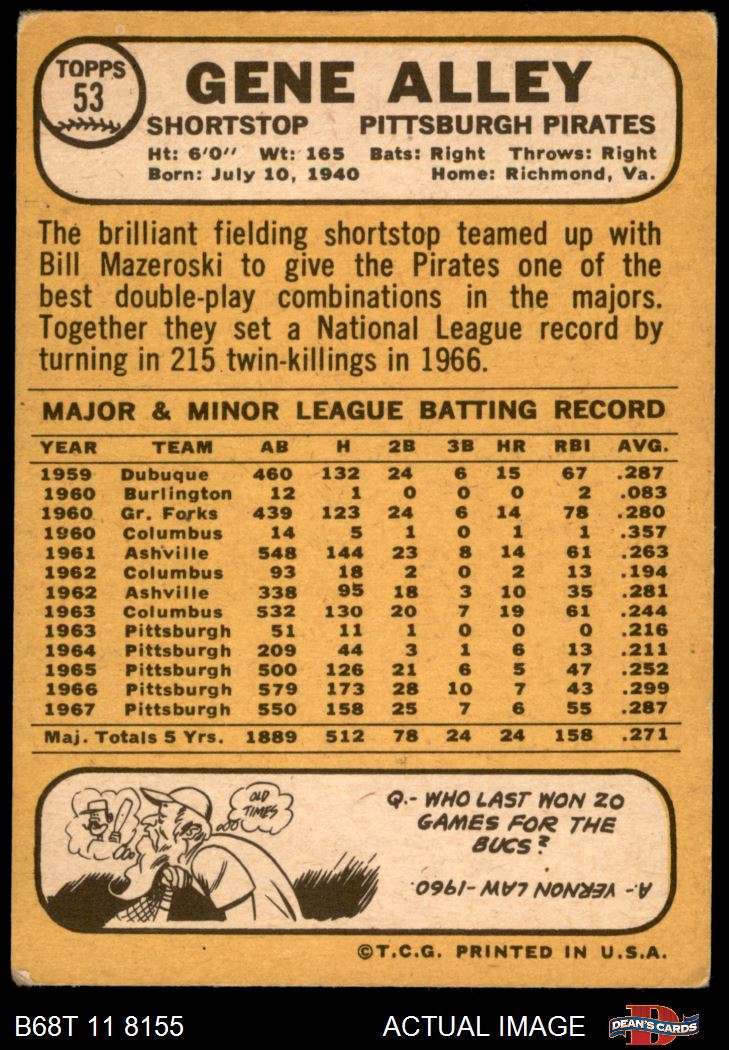 TOPPS
53
GENE ALLEY
SHORTSTOP PITTSBURGH PIRATES
Ht: 6'0'' Wt: 165 Bats: Right Throws: Right
Born: July 10, 1940 Home: Richmond, Va.
The brilliant fielding shortstop teamed up with
Bill Mazeroski to give the Pirates one of the
best double-play combinations in the majors.
Together they set a National League record by
turning in 215 twin-killings in 1966.
MAJOR & MINOR LEAGUE BATTING RECORD
YEAR TEAM AB H 2B 3B HR RBI AVG.
1959 Dubuque 460 132 24 6 15 67 .287
1960 Burlington 12 1 0 0 0 2 .083
1960 Gr. Forks 439 123 24 6 14 78 .280
1960 Columbus 14 5 1 0 1 1 .357
1961 Ashville 548 144 23 8 14 61 .263
1962 Columbus 93 18 2 0 2 13 .194
1962 Ashville 338 95 18 3 10 35 .281
1963 Columbus 532 130 20 7 19 61 .244
1963 Pittsburgh 51 11 1 0 0 0 .216
1964 Pittsburgh 209 44 3 1 6 13 .211
1965 Pittsburgh 500 126 21 6 5 47 .252
1966 Pittsburgh 579 173 28 10 7 43 .299
1967 Pittsburgh 550 158 25 7 6 55 .287
Maj. Totals 5 Yrs. 1889 512 78 24 24 158 .271
OLD
TIMES
Q.- WHO LAST WON 20
GAMES FOR THE
BUCS?
A.- VERNON LAW-1960.
©T.C.G. PRINTED IN U.S.A.
B68T 11 8155 ACTUAL IMAGE DEAN'S CARDS